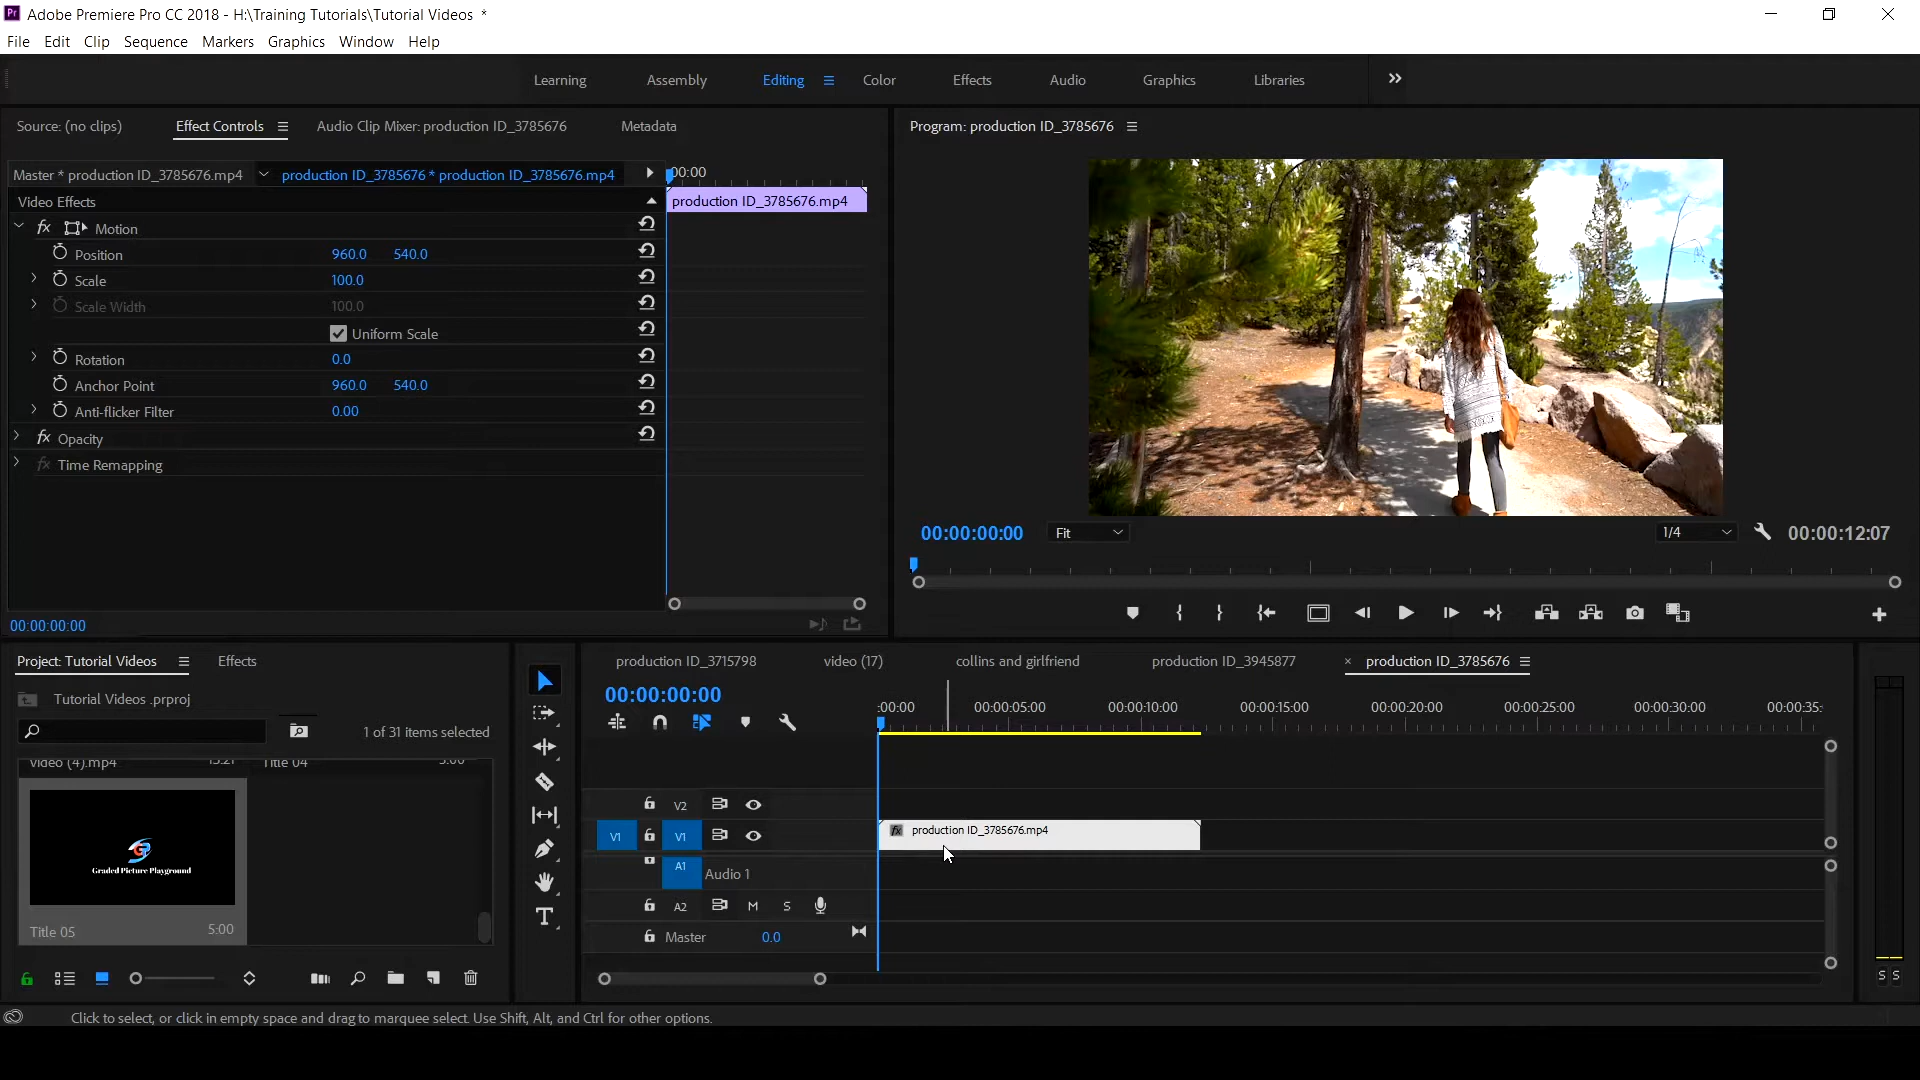 Adobe Premiere Pro CC 2018 - H:\Training Tutorials\Tutorial Videos *
File Edit Clip Sequence Markers Graphics Window Help
Learning Assembly Editing Color Effects Audio Graphics Libraries
Source: (no clips) Effect Controls Audio Clip Mixer: production ID_3785676 Metadata
Program: production ID_3785676
Master * production ID_3785676.mp4 production ID_3785676 * production ID_3785676.mp4
:00:00
Video Effects
production ID_3785676.mp4
fx Motion
Position 960.0 540.0
Scale 100.0
Scale Width 100.0
Uniform Scale
Rotation 0.0
Anchor Point 960.0 540.0
Anti-flicker Filter 0.00
fx Opacity
fx Time Remapping
00:00:00:00 Fit 1/4 00:00:12:07
00:00:00:00
Project: Tutorial Videos Effects
production ID_3715798 video (17) collins and girlfriend production ID_3945877 × production ID_3785676
Tutorial Videos .prproj
00:00:00:00
:00:00 00:00:05:00 00:00:10:00 00:00:15:00 00:00:20:00 00:00:25:00 00:00:30:00 00:00:35:
1 of 31 items selected
video (4).mp4 13:21 Title 04 5:00
Graded Picture Playground
Title 05 5:00
V2
V1 V1 fx production ID_3785676.mp4
A1 Audio 1
A2 M S
Master 0.0
S S
Click to select, or click in empty space and drag to marquee select. Use Shift, Alt, and Ctrl for other options.